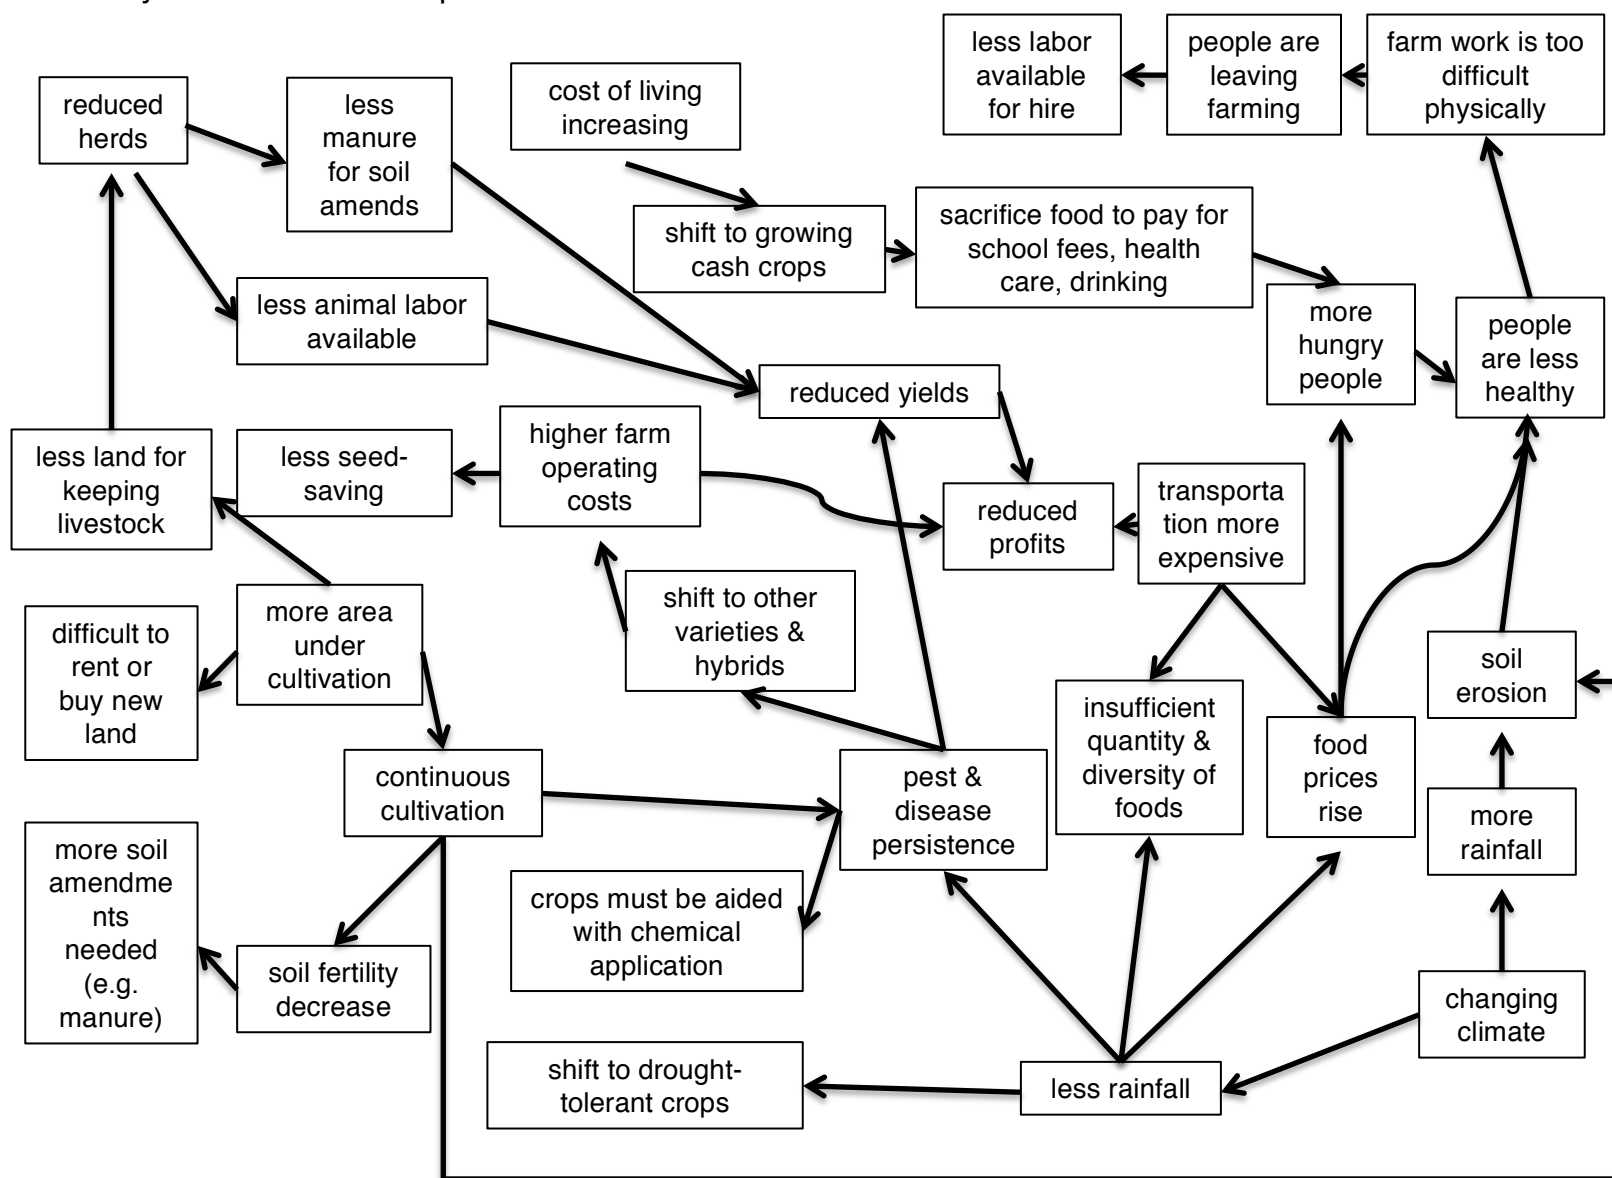 less labor
available
for hire
people are
leaving
farming
farm work is too
difficult
physically
reduced
herds
less
manure
for soil
amends
cost of living
increasing
shift to growing
cash crops
sacrifice food to pay for
school fees, health
care, drinking
less animal labor
available
more
hungry
people
people
are less
healthy
reduced yields
less land for
keeping
livestock
less seed-
saving
higher farm
operating
costs
reduced
profits
transporta
tion more
expensive
difficult to
rent or
buy new
land
more area
under
cultivation
shift to other
varieties &
hybrids
insufficient
quantity &
diversity of
foods
food
prices
rise
soil
erosion
continuous
cultivation
pest &
disease
persistence
more
rainfall
more soil
amendme
nts
needed
(e.g.
manure)
soil fertility
decrease
crops must be aided
with chemical
application
changing
climate
shift to drought-
tolerant crops
less rainfall